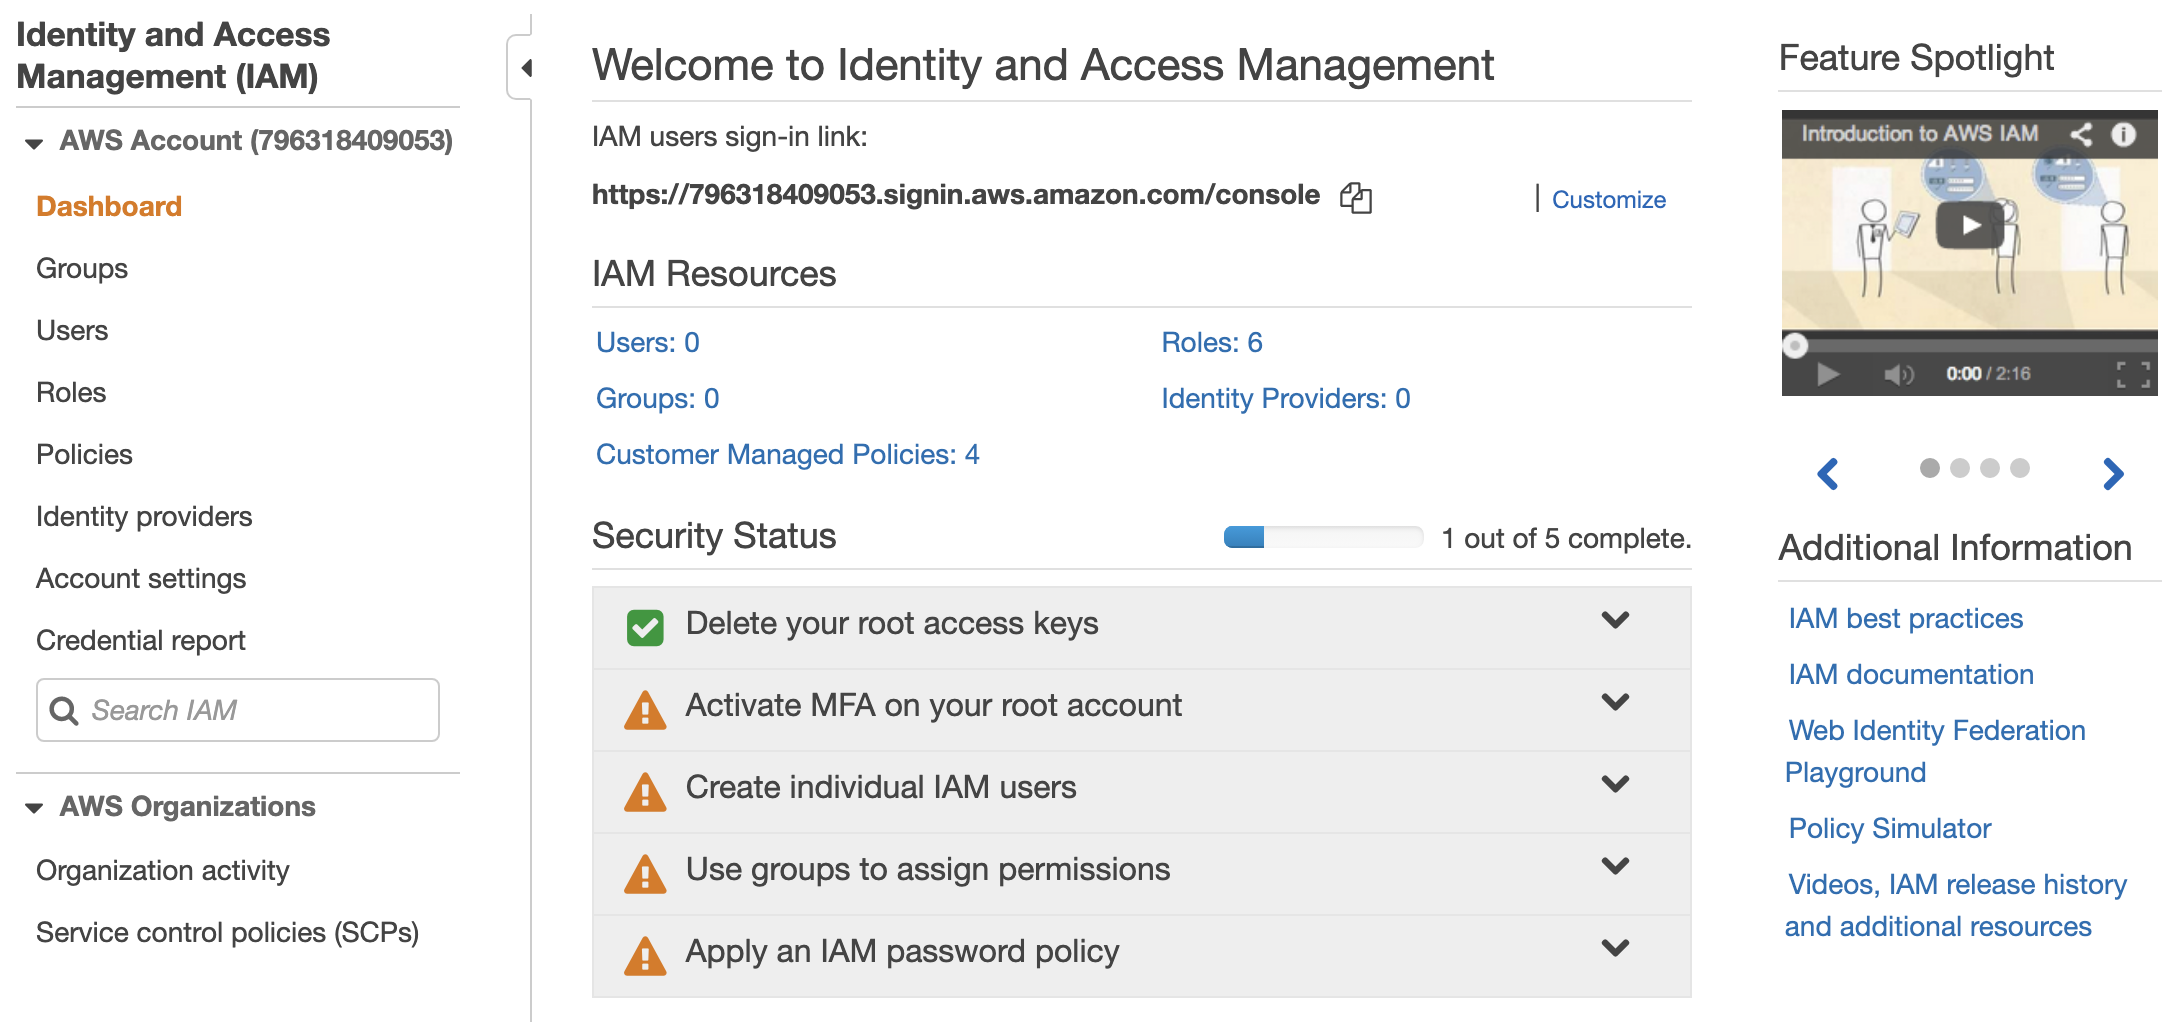 Identity and Access
Management (IAM)
AWS Account (796318409053)
Dashboard
Groups
Users
Roles
Policies
Identity providers
Account settings
Credential report
Search IAM
AWS Organizations
Organization activity
Service control policies (SCPs)
Welcome to Identity and Access Management
IAM users sign-in link:
https://796318409053.signin.aws.amazon.com/console
| Customize
IAM Resources
Users: 0
Roles: 6
Groups: 0
Identity Providers: 0
Customer Managed Policies: 4
Security Status
1 out of 5 complete.
Delete your root access keys
Activate MFA on your root account
Create individual IAM users
Use groups to assign permissions
Apply an IAM password policy
Feature Spotlight
Introduction to AWS IAM
0:00 / 2:16
Additional Information
IAM best practices
IAM documentation
Web Identity Federation
Playground
Policy Simulator
Videos, IAM release history
and additional resources